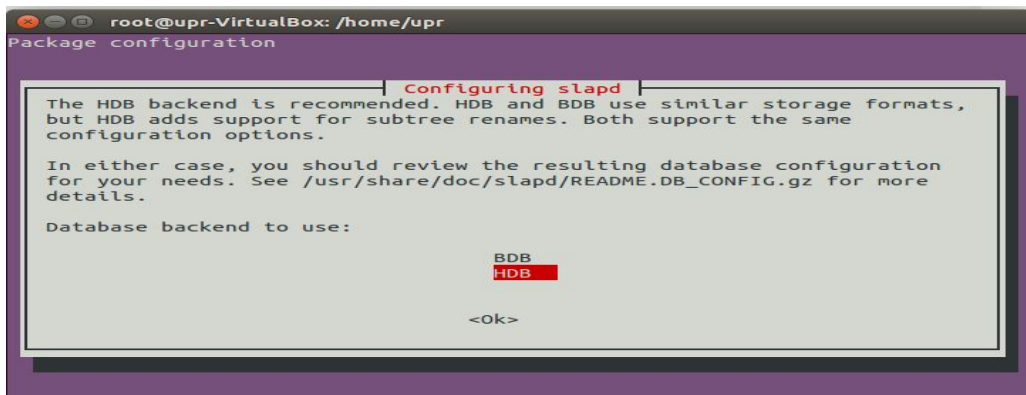 root@upr-VirtualBox: /home/upr
Package configuration
Configuring slapd
The HDB backend is recommended. HDB and BDB use similar storage formats,
but HDB adds support for subtree renames. Both support the same
configuration options.
In either case, you should review the resulting database configuration
for your needs. See /usr/share/doc/slapd/README.DB_CONFIG.gz for more
details.
Database backend to use:
BDB
HDB
<Ok>